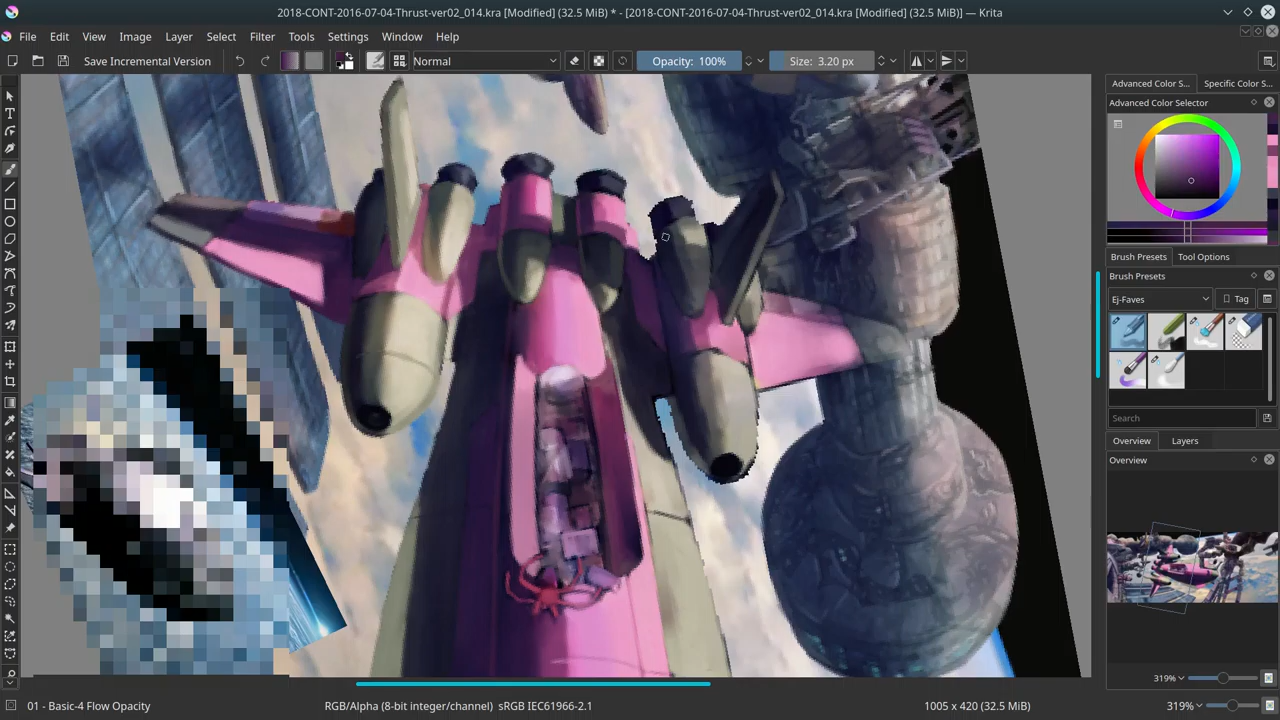 2018-CONT-2016-07-04-Thrust-ver02_014.kra [Modified] (32.5 MiB) * - [2018-CONT-2016-07-04-Thrust-ver02_014.kra [Modified] (32.5 MiB)] — Krita
File Edit View Image Layer Select Filter Tools Settings Window Help
Save Incremental Version Normal Opacity: 100% Size: 3.20 px
Advanced Color S... Specific Color S...
Advanced Color Selector
Brush Presets Tool Options
Brush Presets
Ej-Faves Tag
Search
Overview Layers
Overview
319%
01 - Basic-4 Flow Opacity RGB/Alpha (8-bit integer/channel) sRGB IEC61966-2.1 1005 x 420 (32.5 MiB) 319%